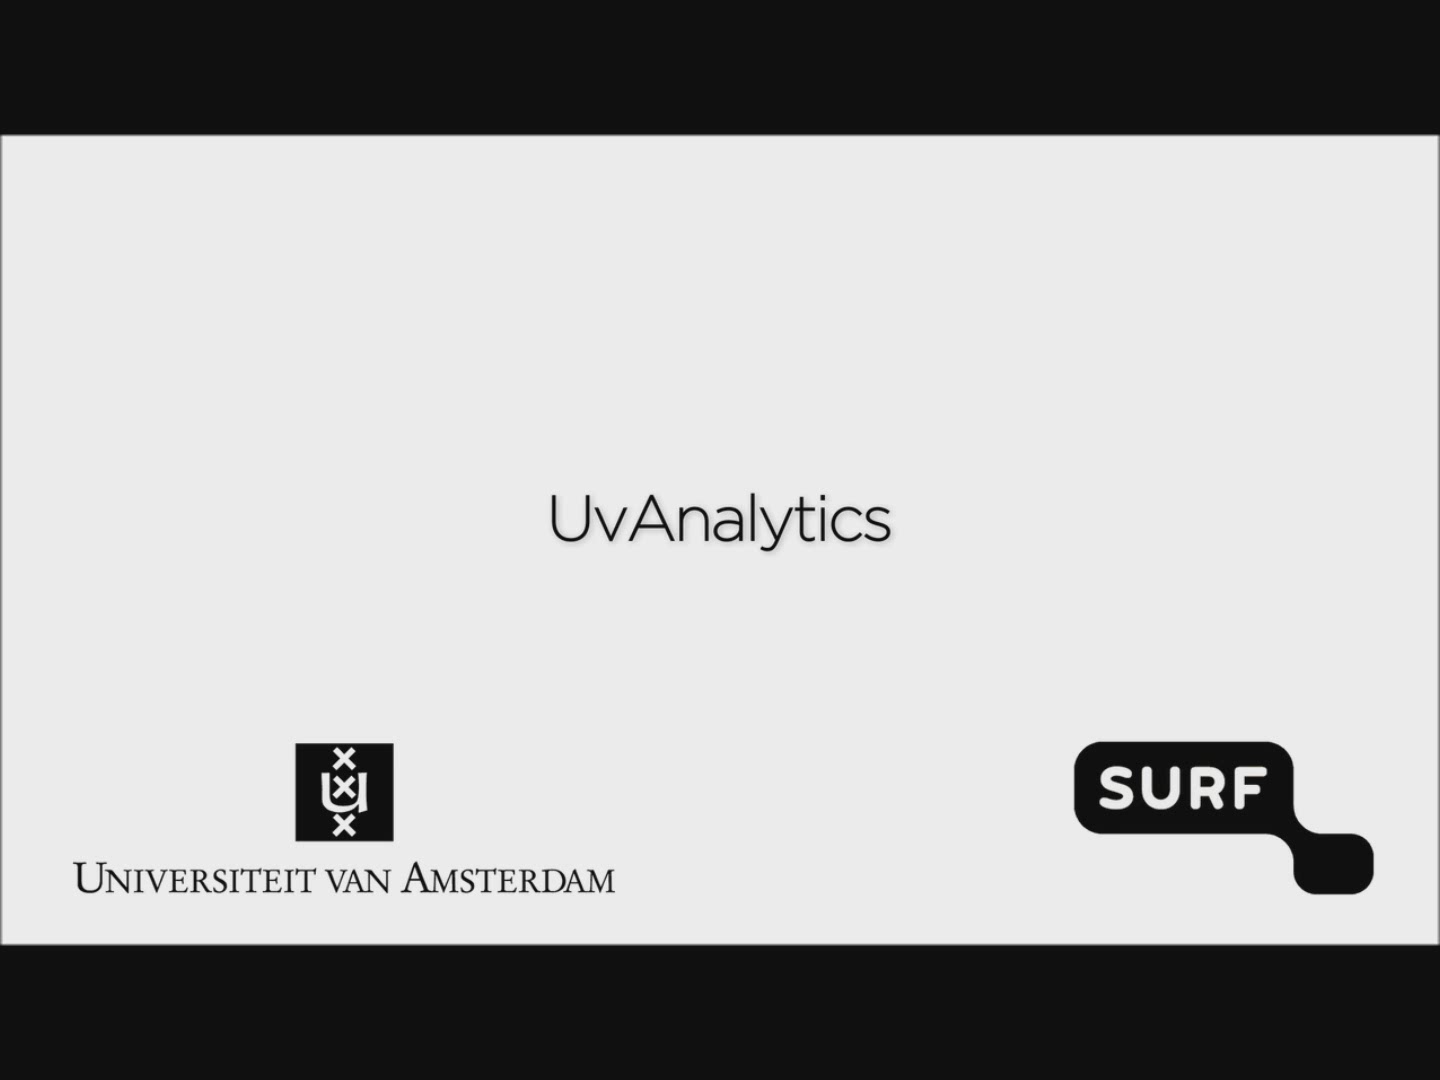 UvAnalytics
UNIVERSITEIT VAN AMSTERDAM
SURF